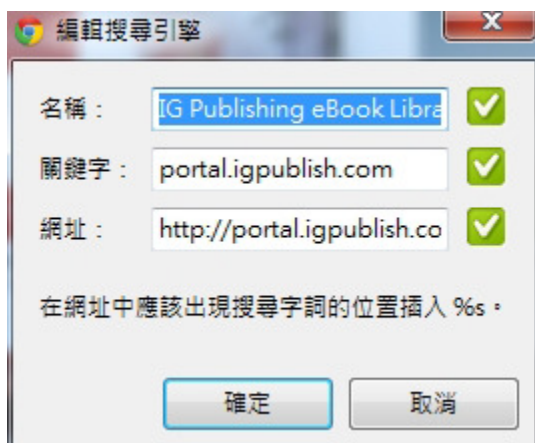 編輯搜尋引擎
名稱： IG Publishing eBook Libra
關鍵字： portal.igpublish.com
網址： http://portal.igpublish.co
在網址中應該出現搜尋字詞的位置插入 %s。
確定 取消